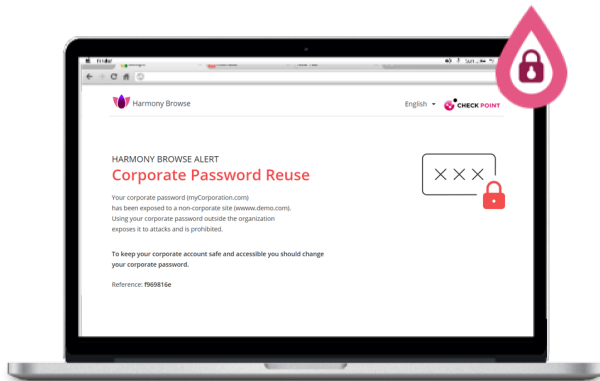 Harmony Browse
English
CHECK POINT
HARMONY BROWSE ALERT
Corporate Password Reuse
Your corporate password (myCorporation.com)
has been exposed to a non-corporate site (wwww.demo.com).
Using your corporate password outside the organization
exposes it to attacks and is prohibited.
To keep your corporate account safe and accessible you should change
your corporate password.
Reference: f969816e